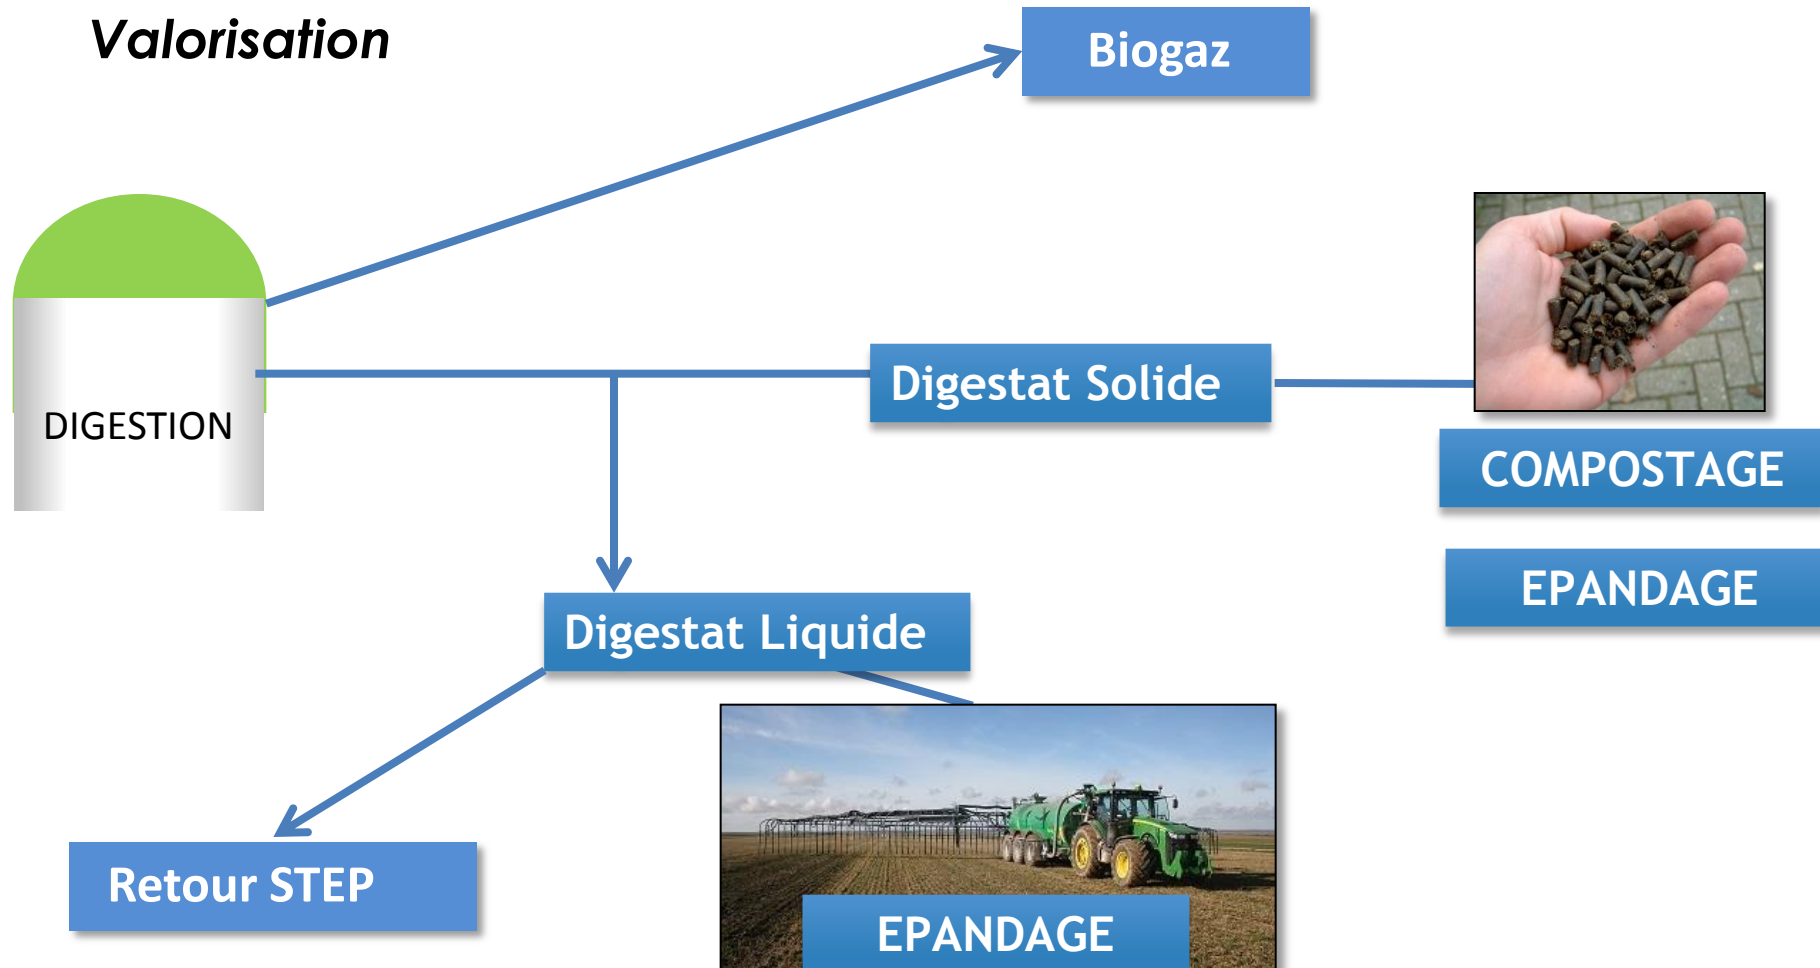 Valorisation
Biogaz
DIGESTION
Digestat Solide
COMPOSTAGE
EPANDAGE
Digestat Liquide
Retour STEP
EPANDAGE